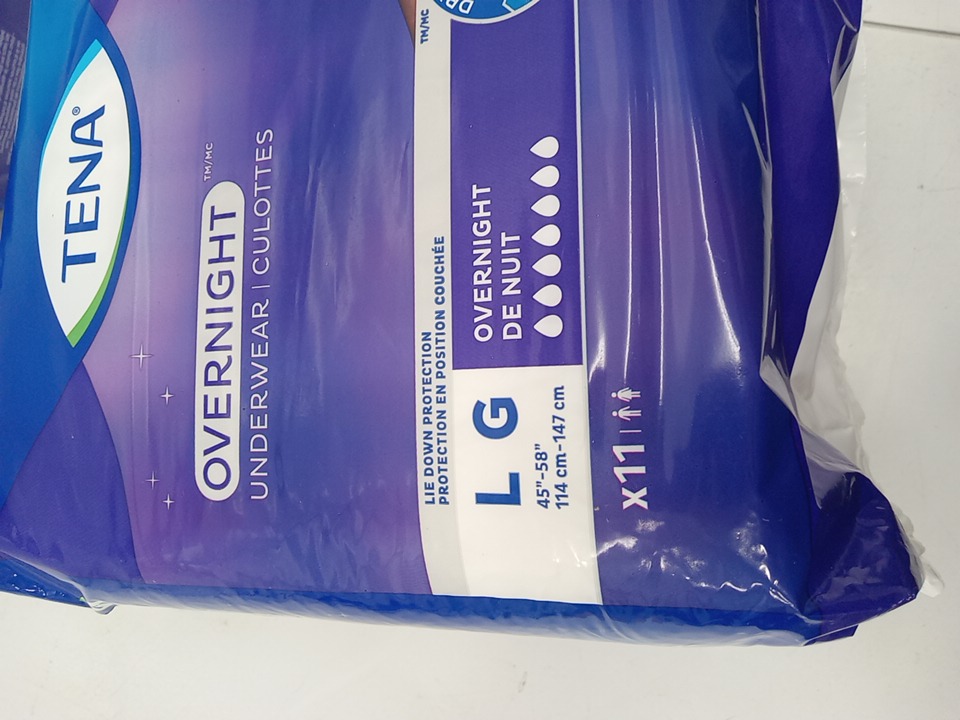 TENA®
OVERNIGHT TM/MC
UNDERWEAR | CULOTTES
TM/MC
LIE DOWN PROTECTION
PROTECTION EN POSITION COUCHÉE
L G
45"-58"
114 cm-147 cm
OVERNIGHT
DE NUIT
x11